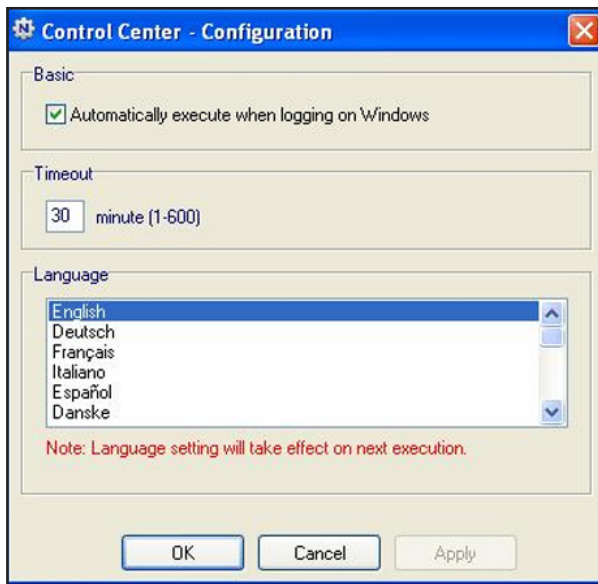 Control Center - Configuration
Basic
Automatically execute when logging on Windows
Timeout
30 minute (1-600)
Language
English
Deutsch
Français
Italiano
Español
Danske
Note: Language setting will take effect on next execution.
OK Cancel Apply